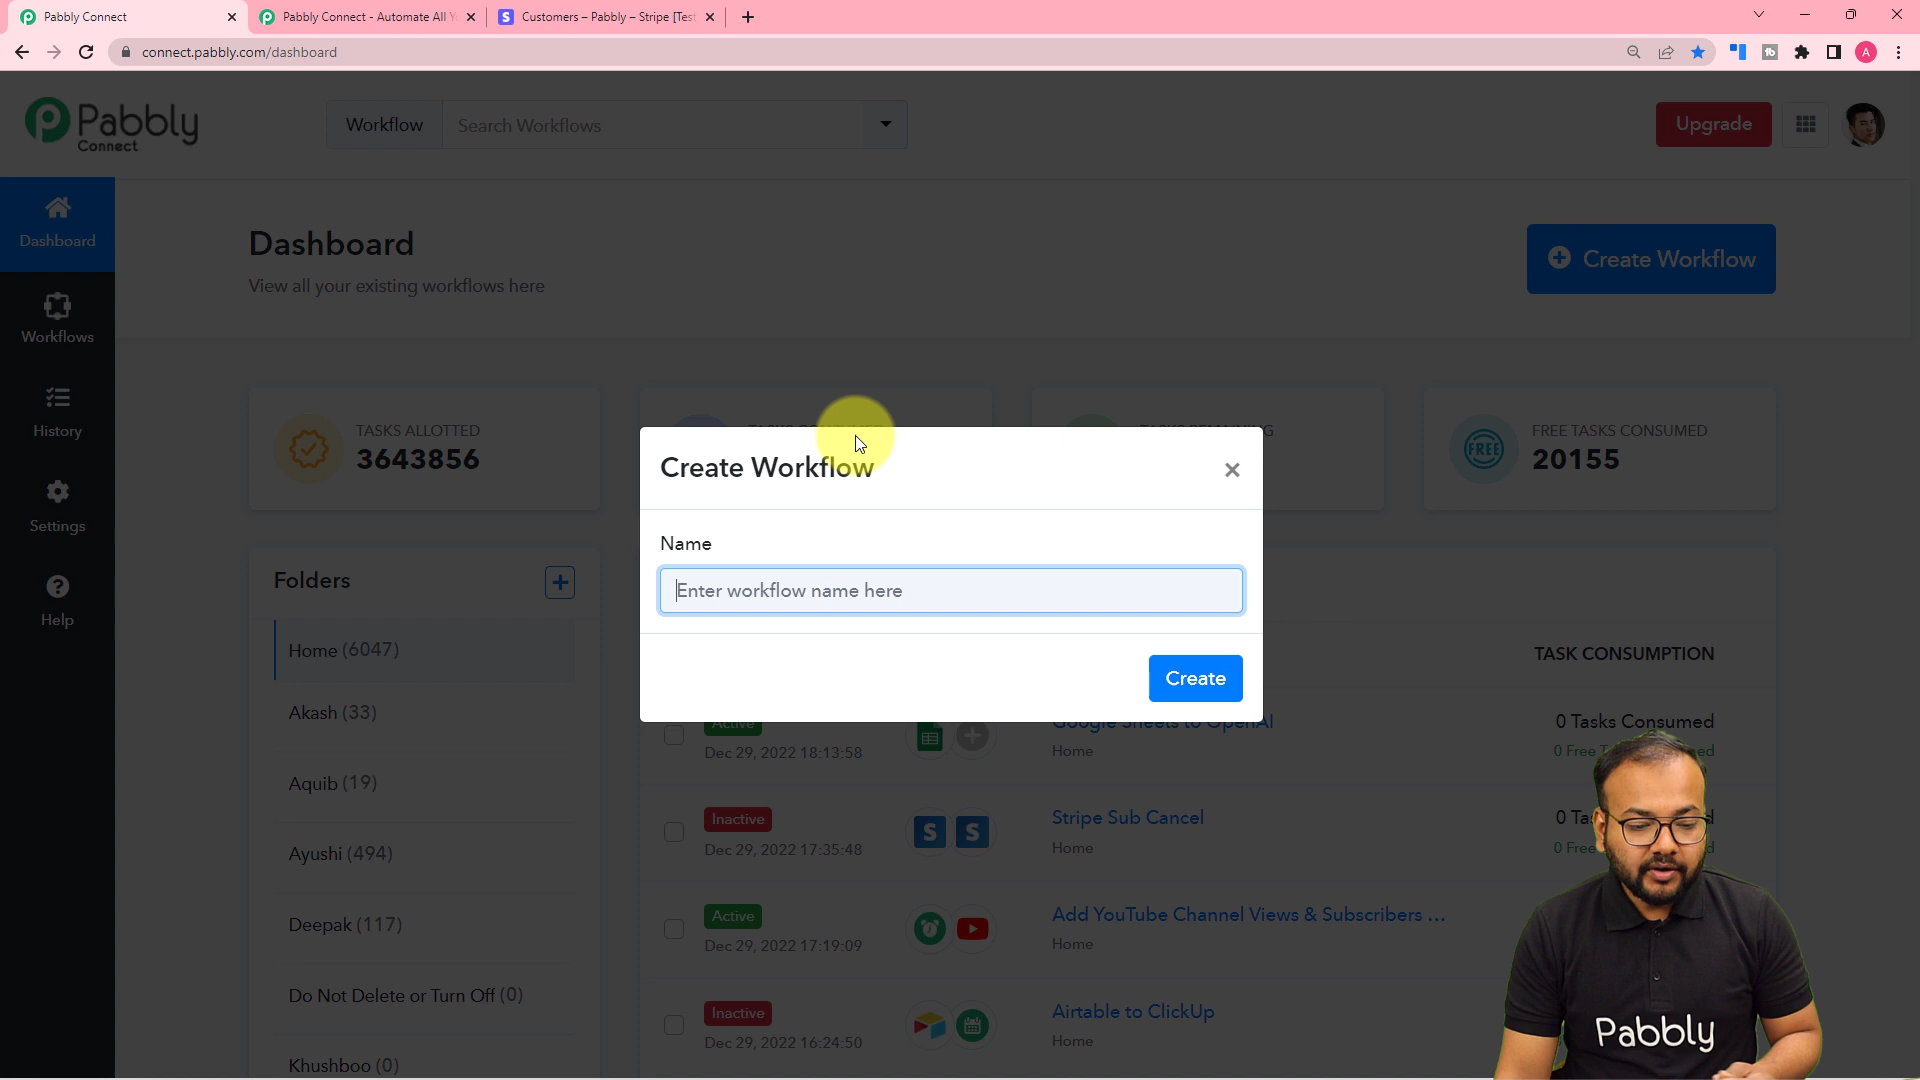 Pabbly Connect
Pabbly Connect - Automate All Y
Customers – Pabbly – Stripe [Test
connect.pabbly.com/dashboard
A
Pabbly
Connect
Workflow
Search Workflows
Upgrade
Dashboard
Workflows
History
Settings
Help
Dashboard
View all your existing workflows here
Create Workflow
TASKS ALLOTTED
3643856
FREE
FREE TASKS CONSUMED
20155
Create Workflow
×
Name
Enter workflow name here
Create
Folders
Home (6047)
Akash (33)
Aquib (19)
Ayushi (494)
Deepak (117)
Do Not Delete or Turn Off (0)
Khushboo (0)
TASK CONSUMPTION
Active
Dec 29, 2022 18:13:58
Google Sheets to OpenAI
Home
0 Tasks Consumed
Inactive
Dec 29, 2022 17:35:48
S S
Stripe Sub Cancel
Home
Active
Dec 29, 2022 17:19:09
Add YouTube Channel Views & Subscribers ...
Home
Inactive
Dec 29, 2022 16:24:50
Airtable to ClickUp
Home
Pabbly